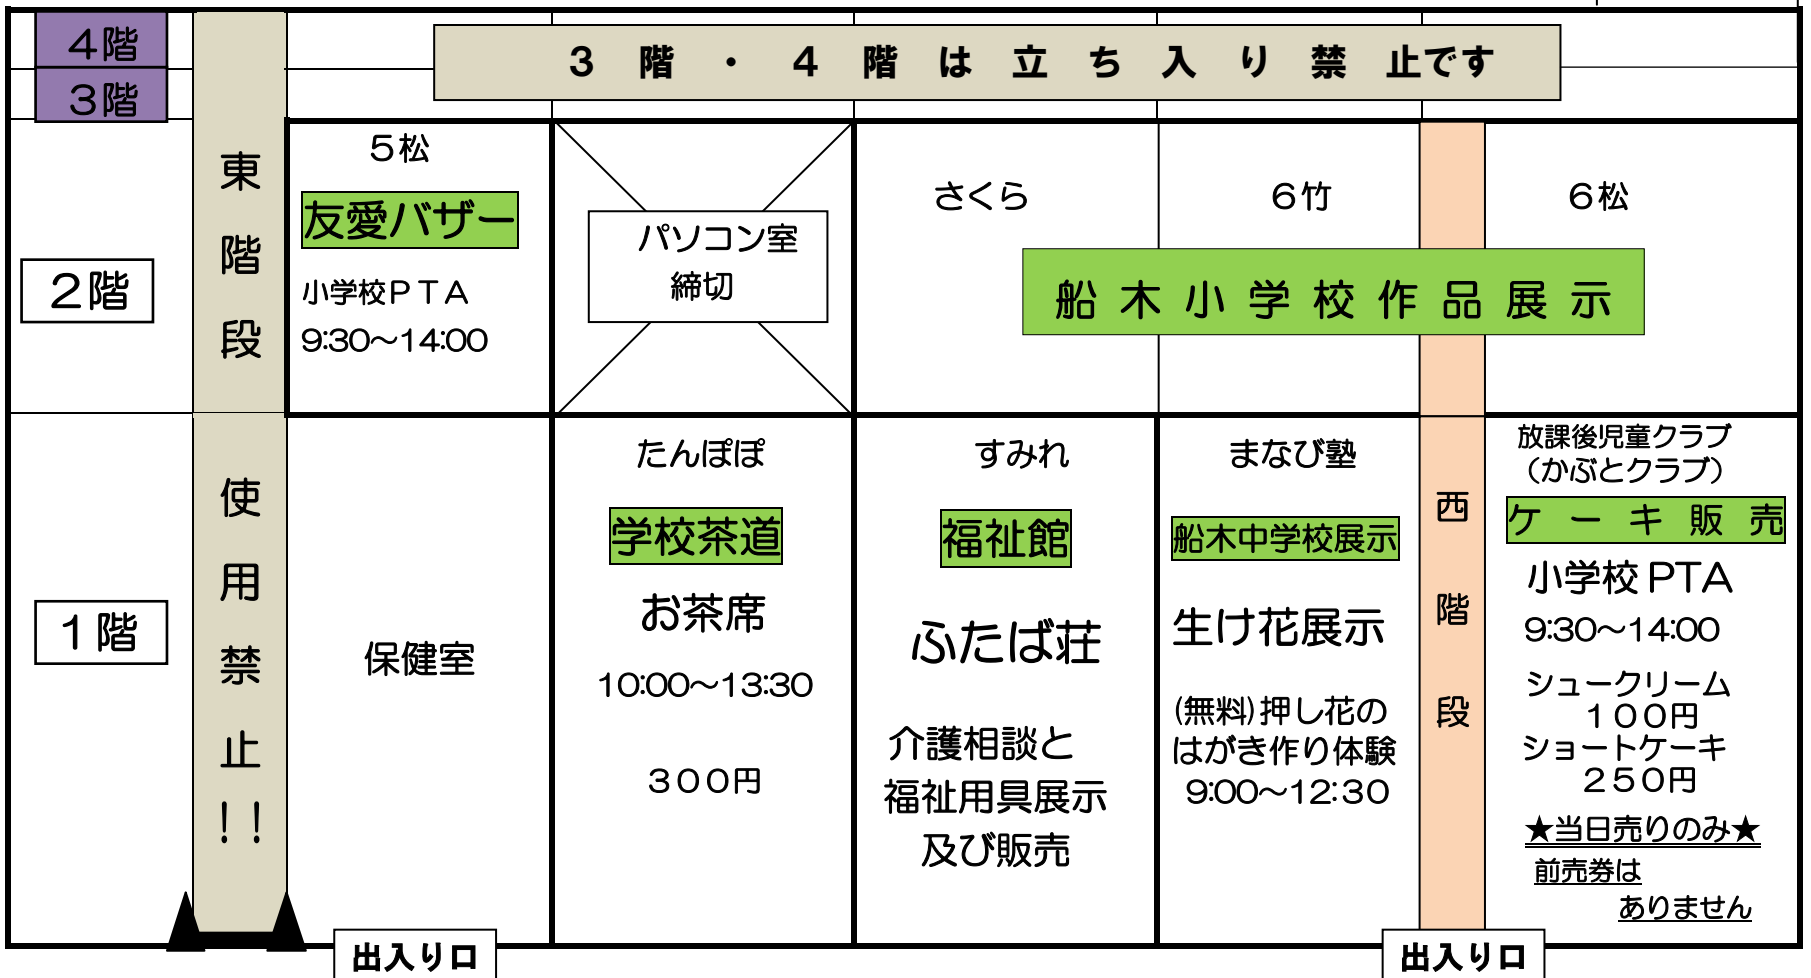 4階
3階・4階は立ち入り禁止です
3階
東階段
使用禁止!!
2階
5松
友愛バザー
小学校PTA
9:30～14:00
パソコン室
締切
さくら
6竹
6松
船木小学校作品展示
1階
保健室
たんぽぽ
学校茶道
お茶席
10:00～13:30
300円
すみれ
福祉館
ふたば荘
介護相談と
福祉用具展示
及び販売
まなび塾
船木中学校展示
生け花展示
(無料)押し花の
はがき作り体験
9:00～12:30
西階段
放課後児童クラブ
（かぶとクラブ）
ケーキ販売
小学校PTA
9:30～14:00
シュークリーム
100円
ショートケーキ
250円
★当日売りのみ★
前売券は
ありません
出入り口
出入り口